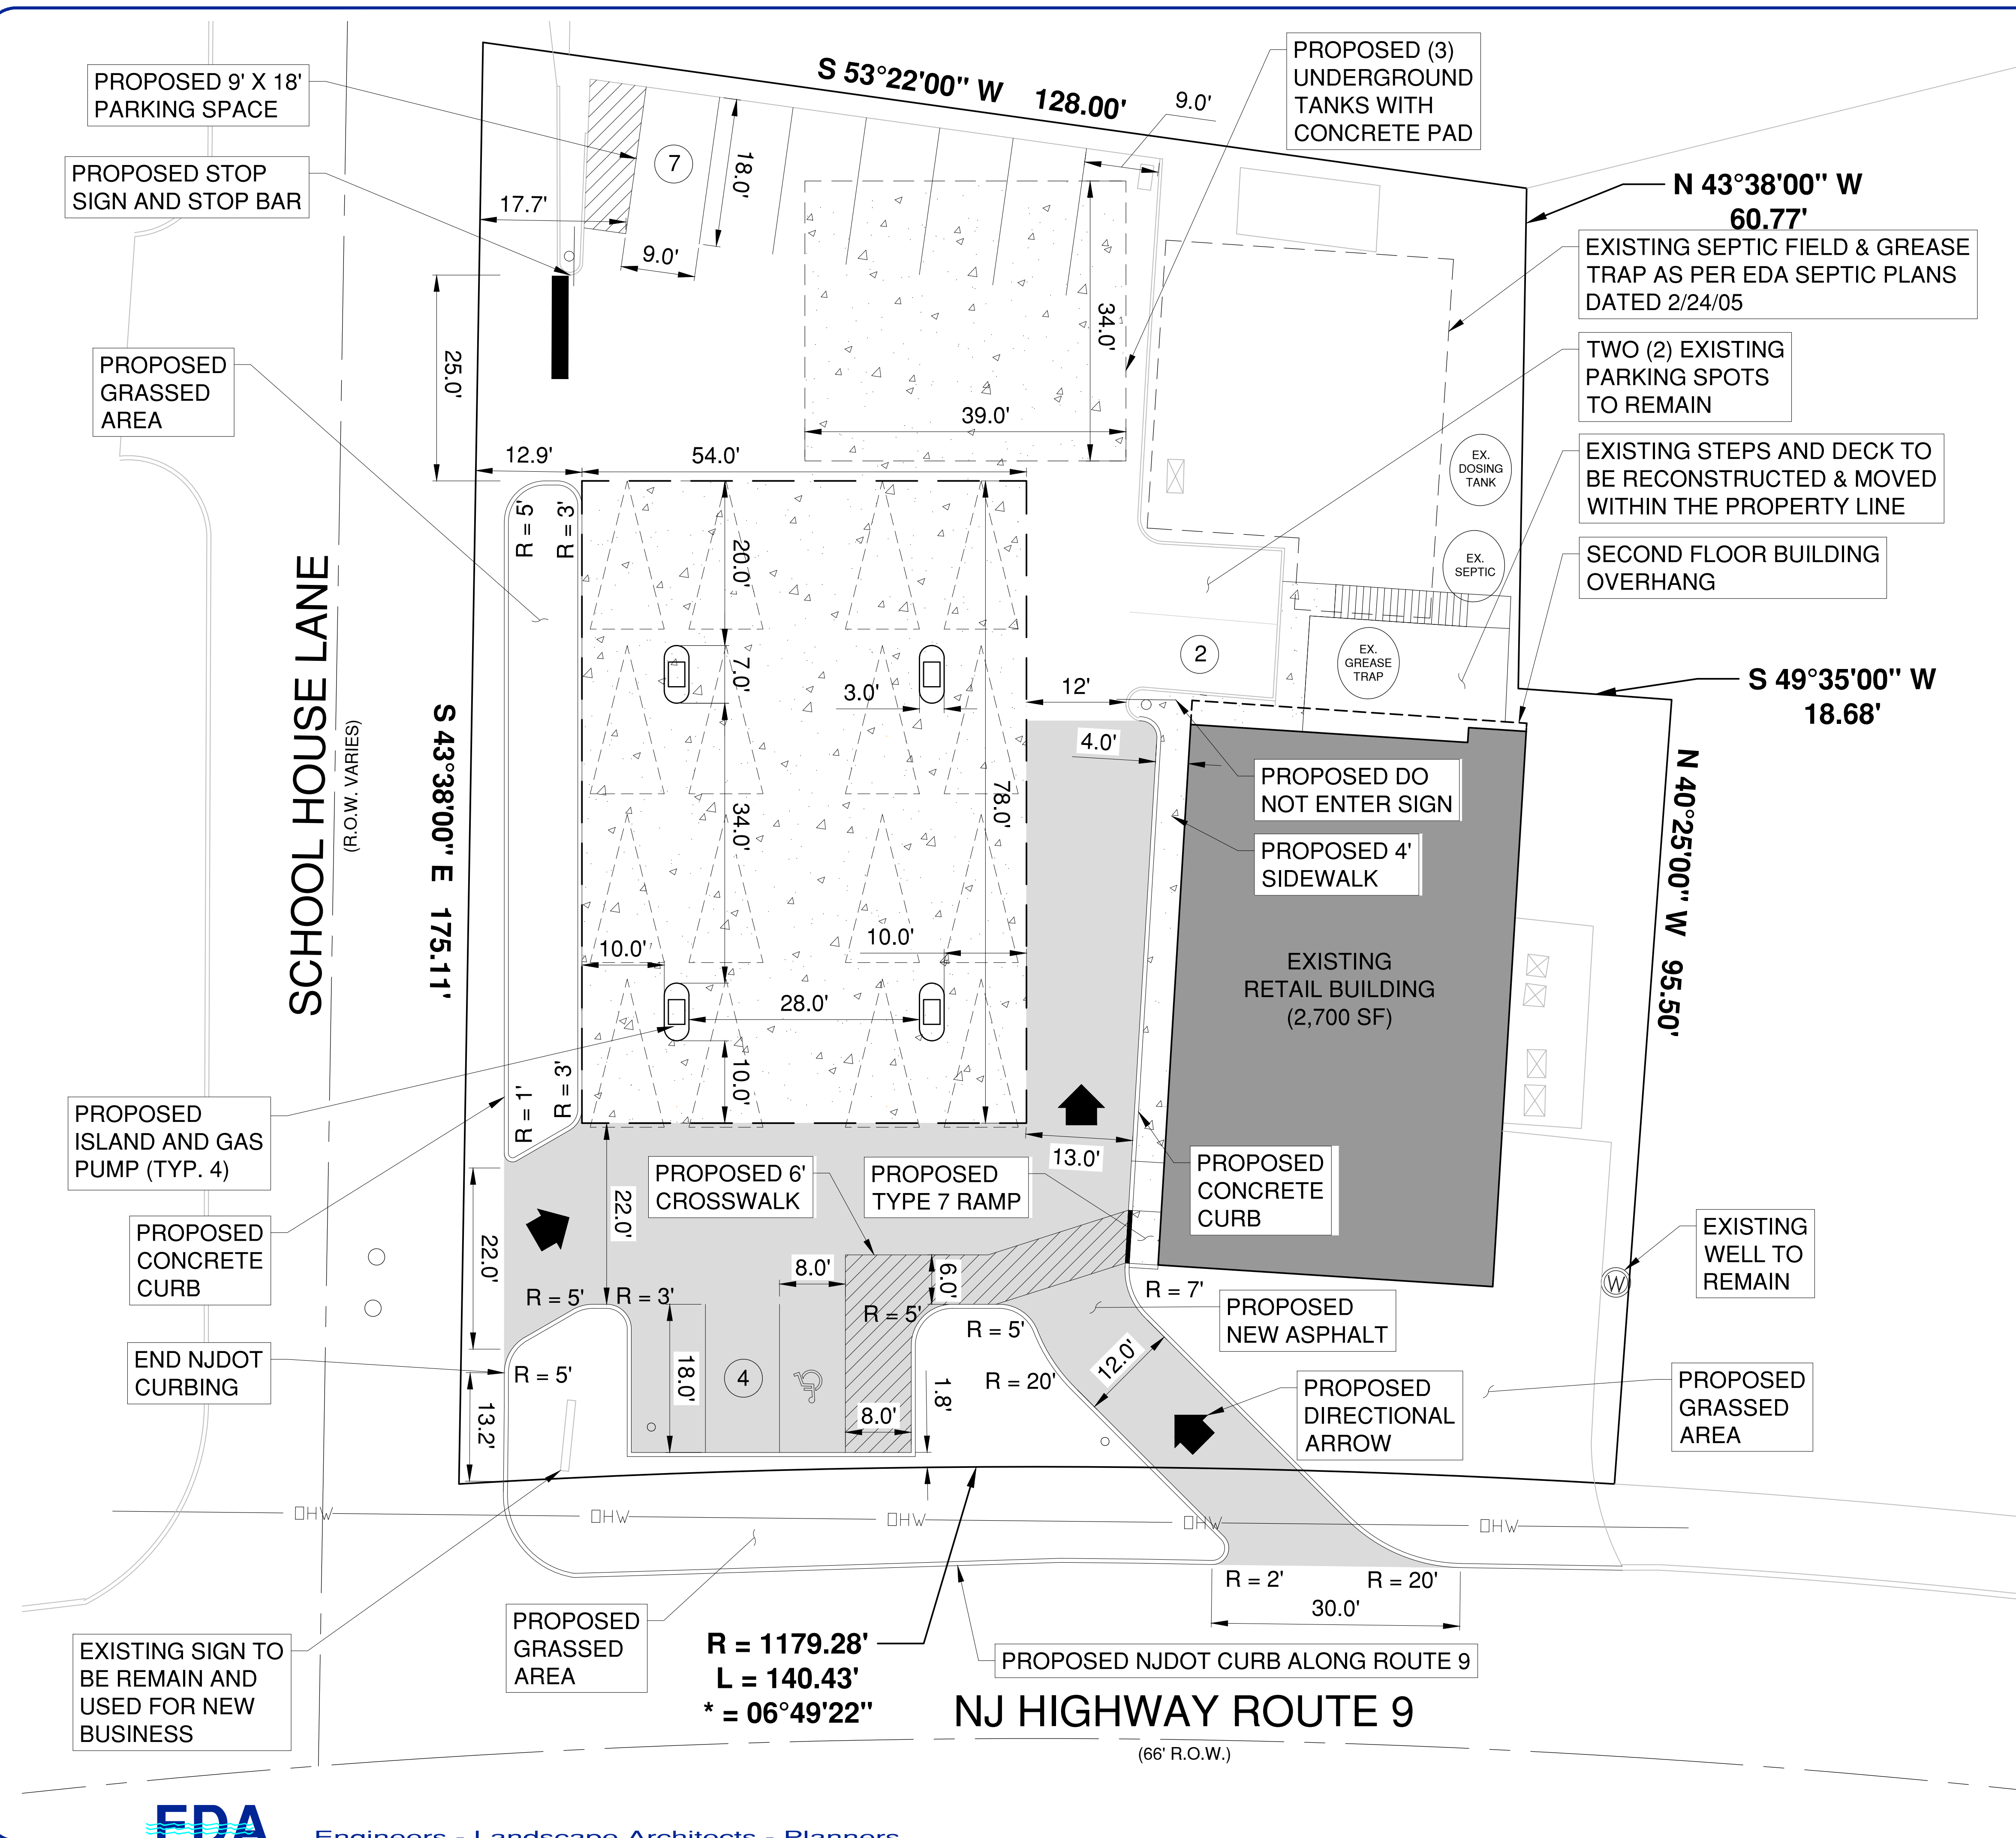 PROPOSED 9' X 18'
PARKING SPACE
PROPOSED STOP
SIGN AND STOP BAR
S 53°22'00" W 128.00'
PROPOSED (3)
UNDERGROUND
TANKS WITH
CONCRETE PAD
9.0'
7
18.0'
17.7'
9.0'
N 43°38'00" W
60.77'
EXISTING SEPTIC FIELD & GREASE
TRAP AS PER EDA SEPTIC PLANS
DATED 2/24/05
TWO (2) EXISTING
PARKING SPOTS
TO REMAIN
EXISTING STEPS AND DECK TO
BE RECONSTRUCTED & MOVED
WITHIN THE PROPERTY LINE
SECOND FLOOR BUILDING
OVERHANG
PROPOSED
GRASSED
AREA
25.0'
34.0'
39.0'
12.9'
54.0'
EX.
DOSING
TANK
EX.
SEPTIC
EX.
GREASE
TRAP
R = 5'
R = 3'
20.0'
7.0'
3.0'
2
12'
4.0'
S 49°35'00" W
18.68'
SCHOOL HOUSE LANE
(R.O.W. VARIES)
S 43°38'00" E 175.11'
34.0'
78.0'
PROPOSED DO
NOT ENTER SIGN
PROPOSED 4'
SIDEWALK
N 40°25'00" W 95.50'
10.0'
10.0'
28.0'
10.0'
EXISTING
RETAIL BUILDING
(2,700 SF)
R = 1'
R = 3'
PROPOSED
ISLAND AND GAS
PUMP (TYP. 4)
PROPOSED
CONCRETE
CURB
END NJDOT
CURBING
22.0'
22.0'
PROPOSED 6'
CROSSWALK
PROPOSED
TYPE 7 RAMP
13.0'
PROPOSED
CONCRETE
CURB
EXISTING
WELL TO
REMAIN
W
8.0'
6.0'
R = 5'
R = 3'
R = 5'
R = 7'
PROPOSED
NEW ASPHALT
R = 5'
R = 5'
18.0'
4
1.8'
R = 20'
12.0'
8.0'
13.2'
PROPOSED
DIRECTIONAL
ARROW
PROPOSED
GRASSED
AREA
OHW
OHW
OHW
OHW
OHW
R = 2'
R = 20'
30.0'
EXISTING SIGN TO
BE REMAIN AND
USED FOR NEW
BUSINESS
PROPOSED
GRASSED
AREA
R = 1179.28'
L = 140.43'
* = 06°49'22"
PROPOSED NJDOT CURB ALONG ROUTE 9
NJ HIGHWAY ROUTE 9
(66' R.O.W.)
EDA
Engineers - Landscape Architects - Planners